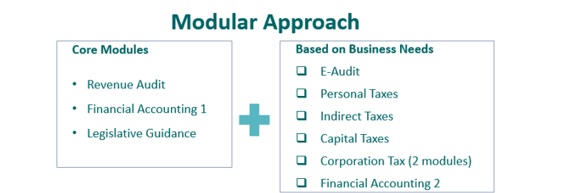 Modular Approach
Core Modules
• Revenue Audit
• Financial Accounting 1
• Legislative Guidance
Based on Business Needs
❑ E-Audit
❑ Personal Taxes
❑ Indirect Taxes
❑ Capital Taxes
❑ Corporation Tax (2 modules)
❑ Financial Accounting 2